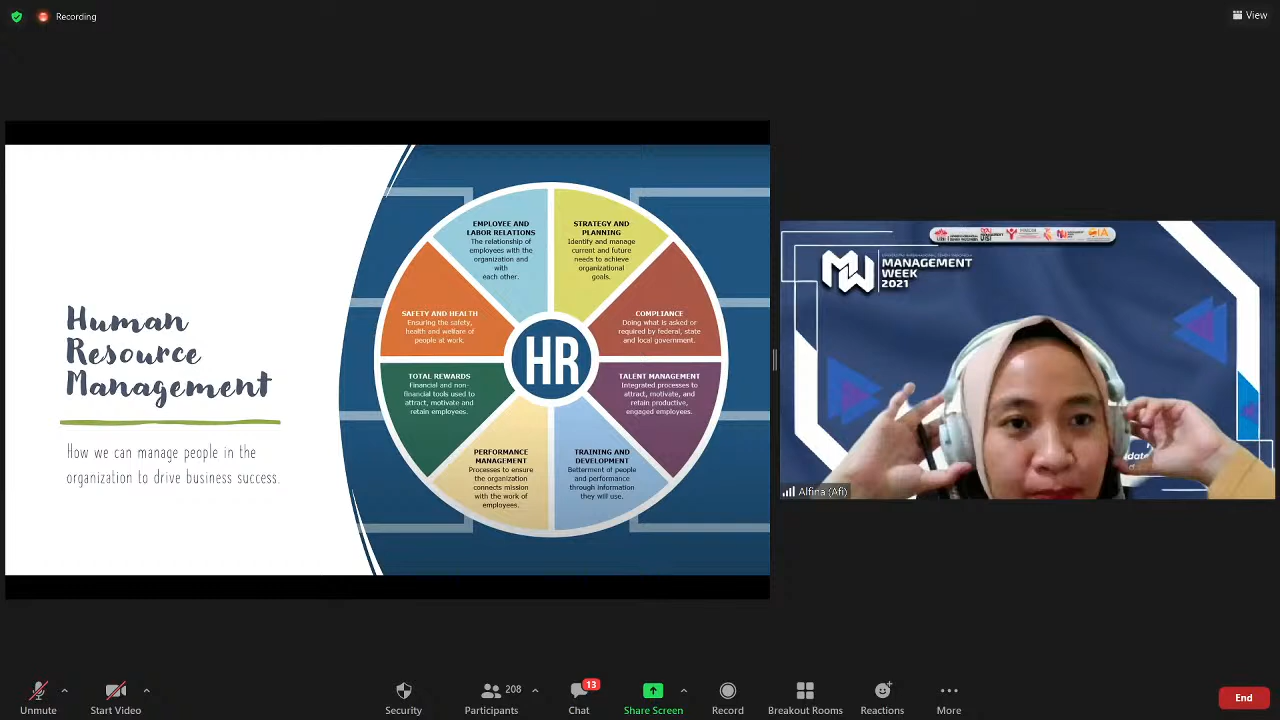 Recording
View
Human
Resource
Management
How we can manage people in the
organization to drive business success.
EMPLOYEE AND
LABOR RELATIONS
The relationship of
employees with the
organization and
with
each other.
STRATEGY AND
PLANNING
Identify and manage
current and future
needs to achieve
organizational
goals.
SAFETY AND HEALTH
Ensuring the safety,
health and welfare of
people at work.
COMPLIANCE
Doing what is asked or
required by federal, state
and local government.
HR
TOTAL REWARDS
Financial and non-
financial tools used to
attract, motivate and
retain employees.
TALENT MANAGEMENT
Integrated processes to
attract, motivate, and
retain productive,
engaged employees.
PERFORMANCE
MANAGEMENT
Processes to ensure
the organization
connects mission
with the work of
employees.
TRAINING AND
DEVELOPMENT
Betterment of people
and performance
through information
they will use.
MW
MANAGEMENT
WEEK
2021
Alfina (Afi)
Unmute
Start Video
Security
Participants
208
Chat
13
Share Screen
Record
Breakout Rooms
Reactions
More
End